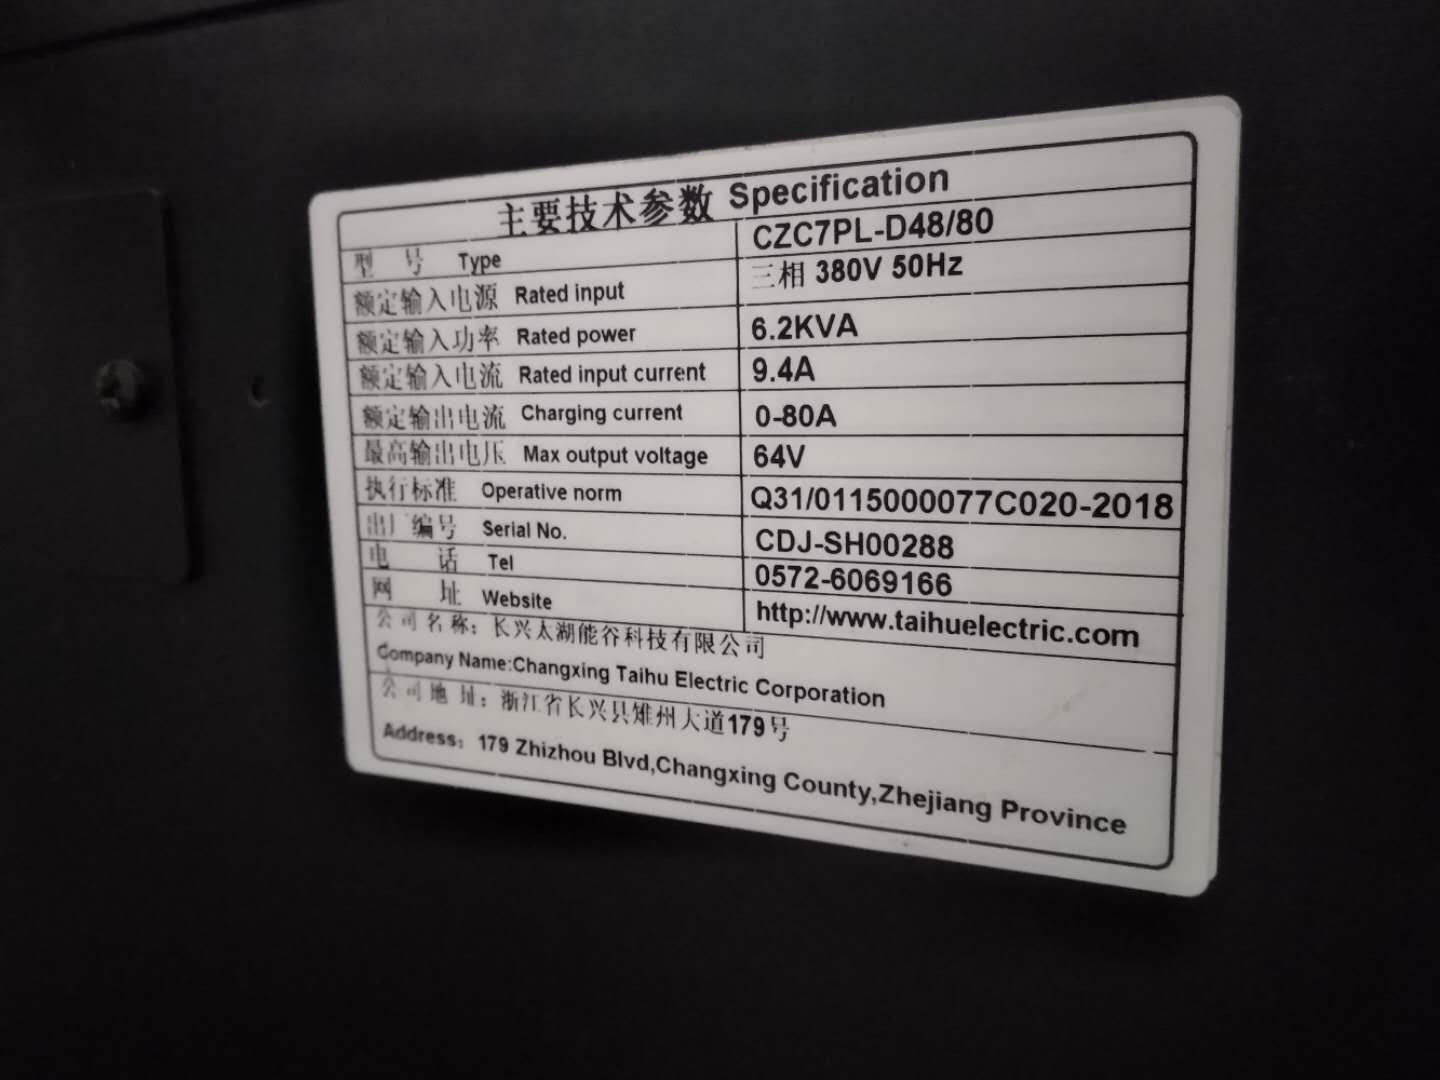 主要技术参数 Specification
型 号 Type CZC7PL-D48/80
额定输入电源 Rated input 三相 380V 50Hz
额定输入功率 Rated power 6.2KVA
额定输入电流 Rated input current 9.4A
额定输出电流 Charging current 0-80A
最高输出电压 Max output voltage 64V
执行标准 Operative norm Q31/0115000077C020-2018
出厂编号 Serial No. CDJ-SH00288
电 话 Tel 0572-6069166
网 址 Website http://www.taihuelectric.com
公司名称：长兴太湖能谷科技有限公司
Company Name:Changxing Taihu Electric Corporation
公司地址：浙江省长兴县雉州大道179号
Address：179 Zhizhou Blvd,Changxing County,Zhejiang Province